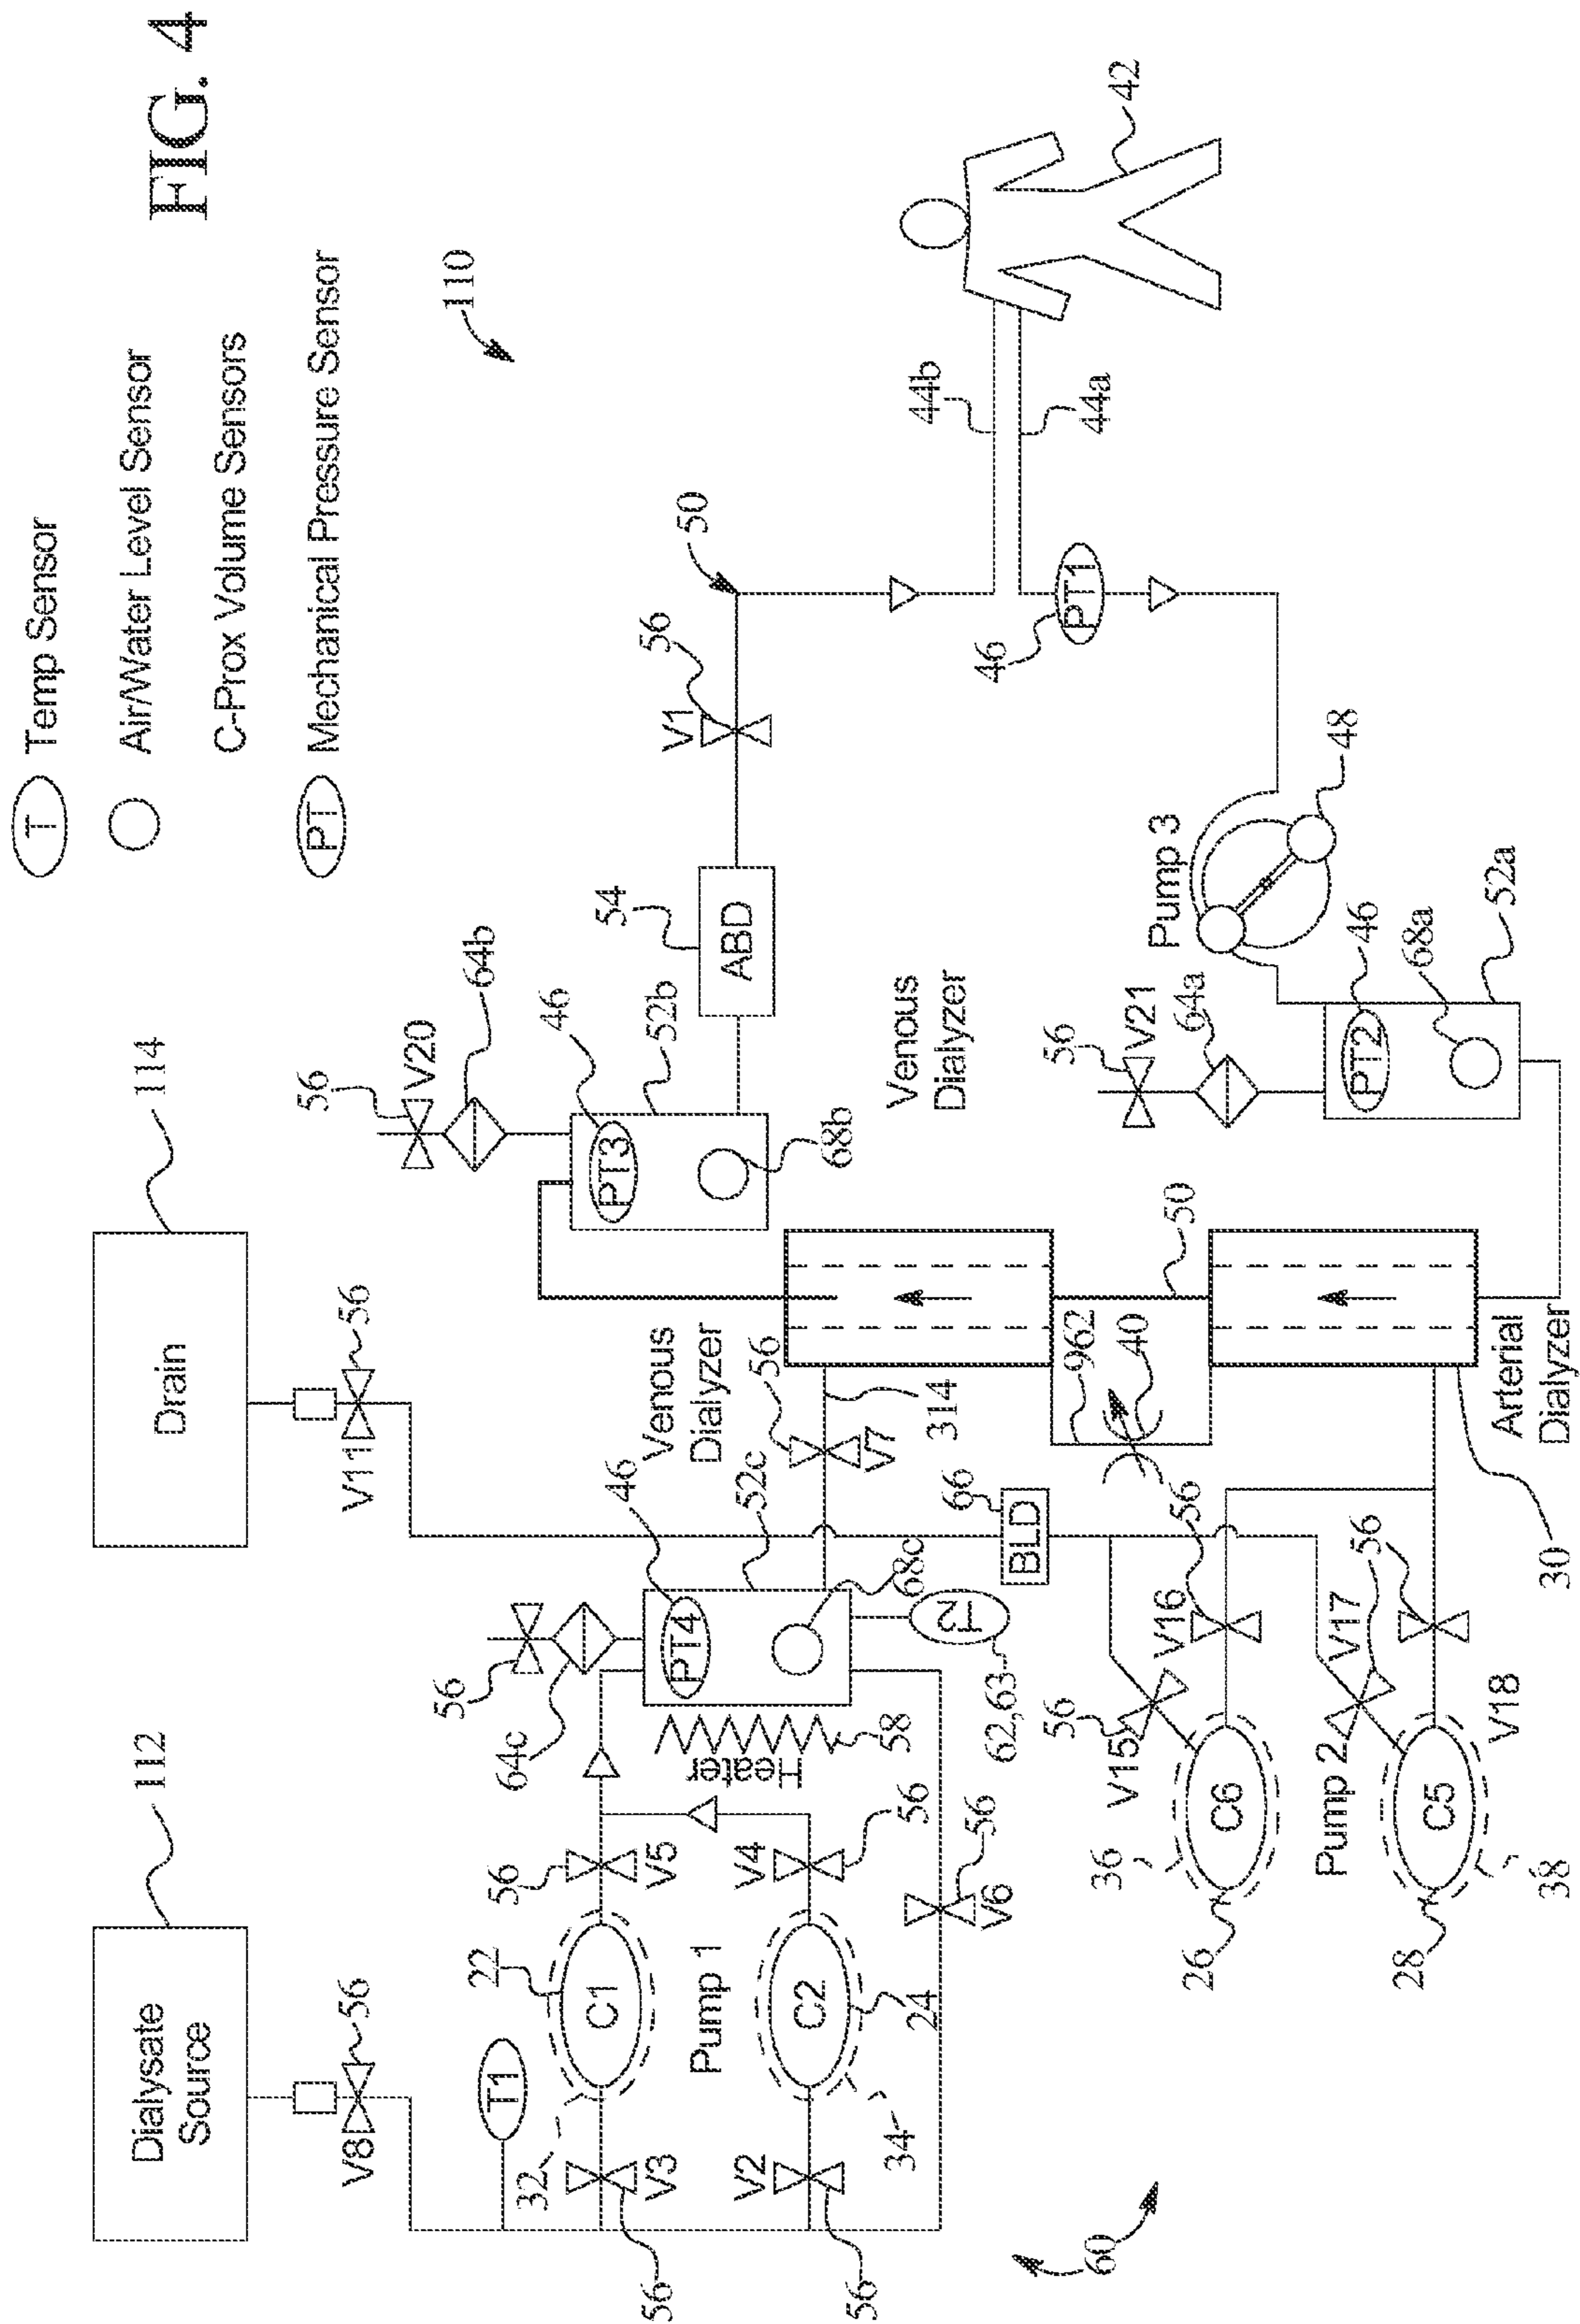 FIG. 4
T Temp Sensor
Air/Water Level Sensor
C-Prox Volume Sensors
PT Mechanical Pressure Sensor
110
112
Dialysate
Source
114
Drain
V8
56
V11
56
T1
32
V3
56
22
C1
Pump 1
V2
56
C2
34
24
56
V5
V4
56
V6
56
60
64c
56
46
PT4
52c
68c
Heater
58
T2
62,63
Venous
Dialyzer
56
V7
314
66
BLD
962
40
50
56
V20
64b
46
PT3
52b
68b
54
ABD
V1
56
50
44b
44a
42
46
PT1
Pump 3
48
Venous
Dialyzer
56
V21
64a
46
PT2
68a
52a
Arterial
Dialyzer
30
56
V15
V16
56
36
C6
26
Pump 2
V17
56
C5
V18
28
38